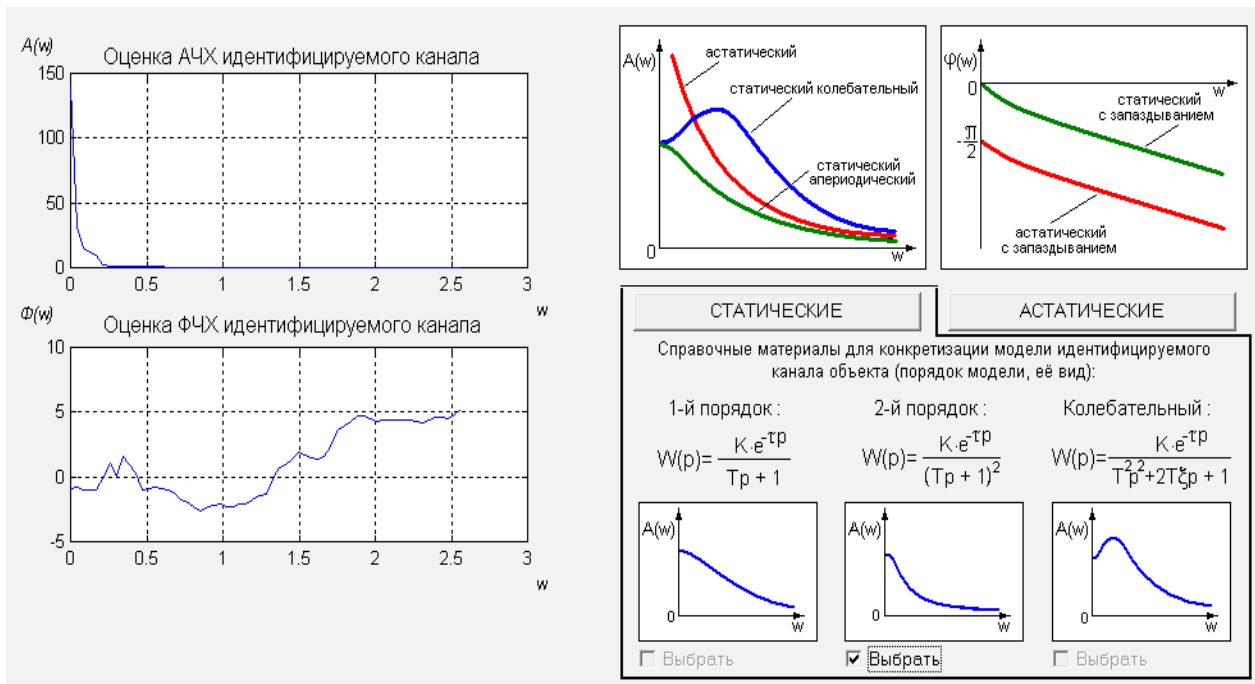 A(w)
Оценка АЧХ идентифицируемого канала
150
100
50
0
0 0.5 1 1.5 2 2.5 3
w
Ф(w)
Оценка ФЧХ идентифицируемого канала
10
5
0
-5
0 0.5 1 1.5 2 2.5 3
w
A(w)
астатический
статический колебательный
статический
апериодический
0
w
φ(w)
0
w
статический
с запаздыванием
-π/2
астатический
с запаздыванием
СТАТИЧЕСКИЕ
АСТАТИЧЕСКИЕ
Справочные материалы для конкретизации модели идентифицируемого
канала объекта (порядок модели, её вид):
1-й порядок : 2-й порядок : Колебательный :
W(p)= K·e^-τp / Tp + 1
W(p)= K·e^-τp / (Tp + 1)^2
W(p)= K·e^-τp / T^2p^2+2Tξp + 1
A(w)
0
w
A(w)
0
w
A(w)
0
w
Выбрать
Выбрать
Выбрать